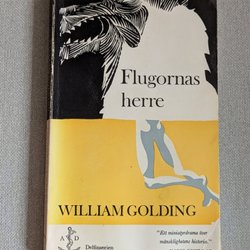 Flugornas
herre
WILLIAM GOLDING
A D
Delfinserien
"Ett miniatyrdrama över
mänsklighetens historia."